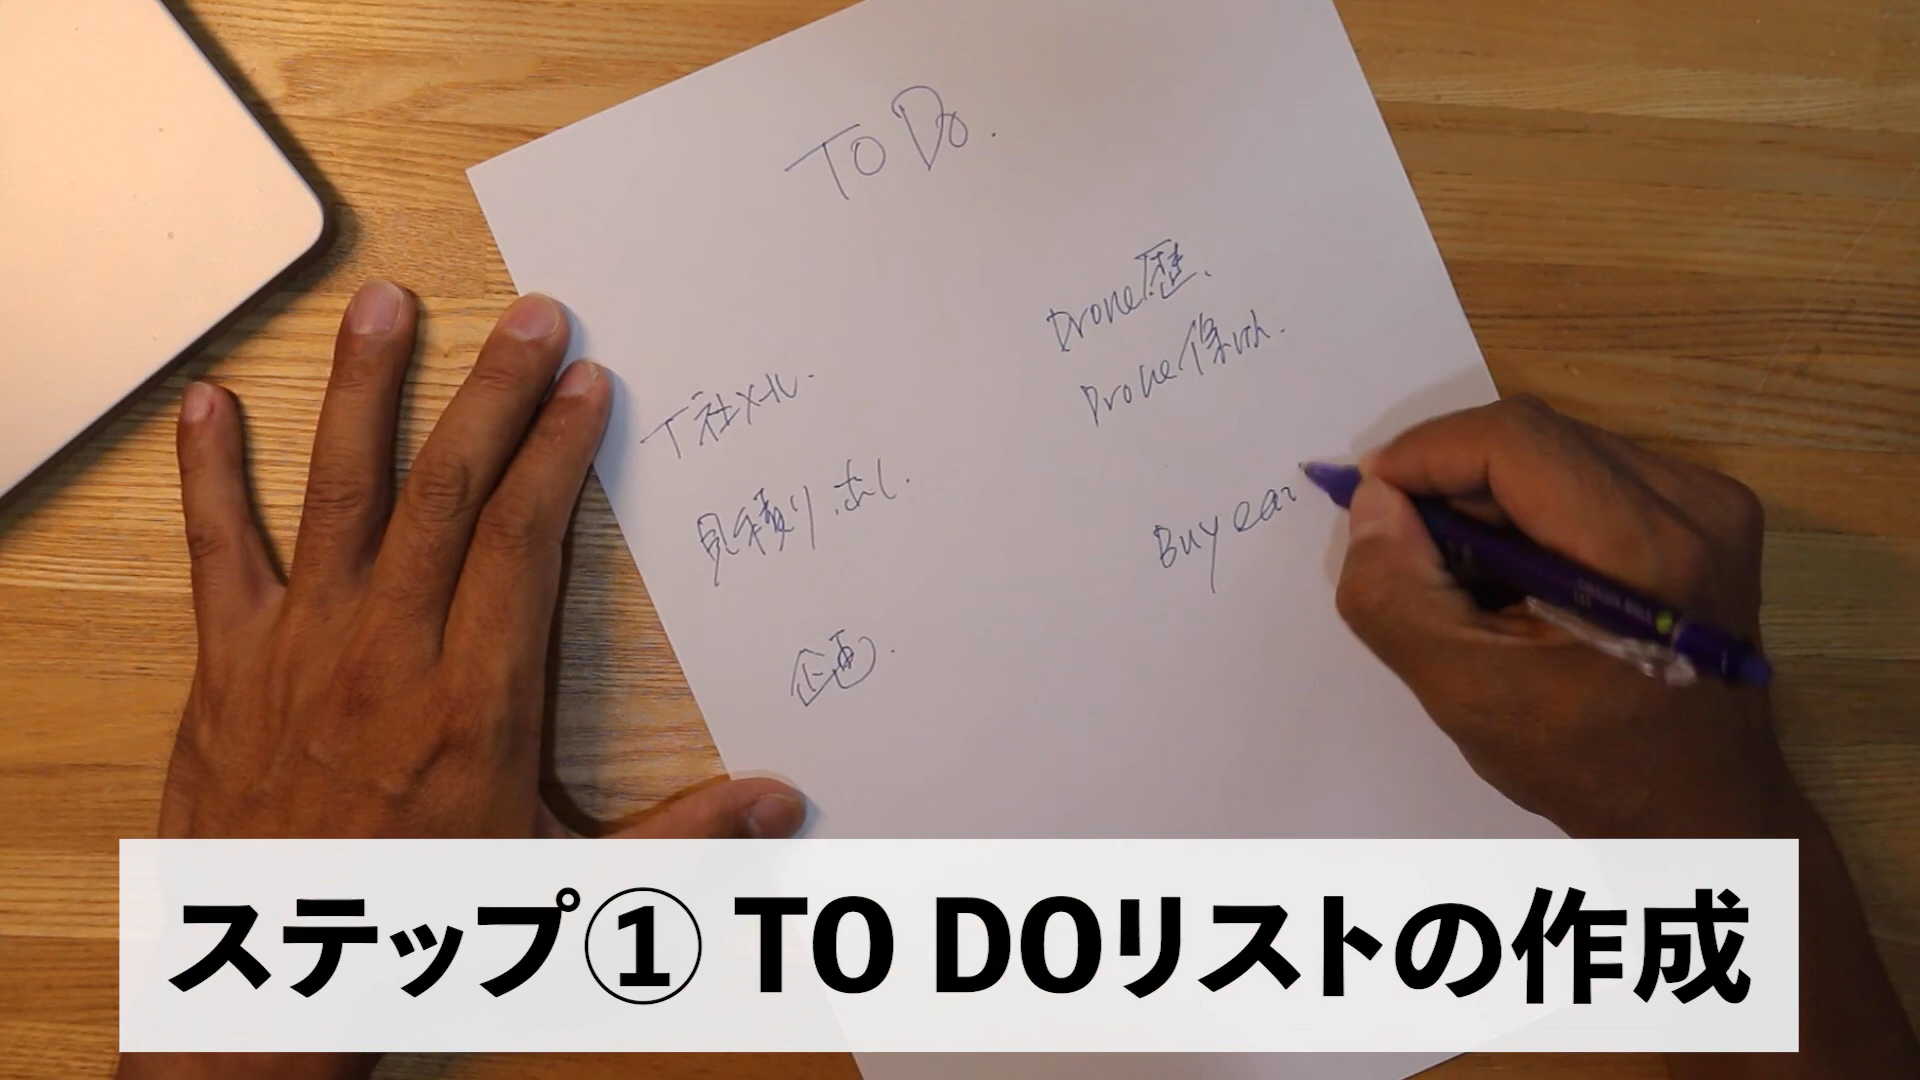 TO DO.
T社メール.
見積り出し.
企画.
Drone歴.
Drone保けん.
Buy ear
ステップ① TO DOリストの作成